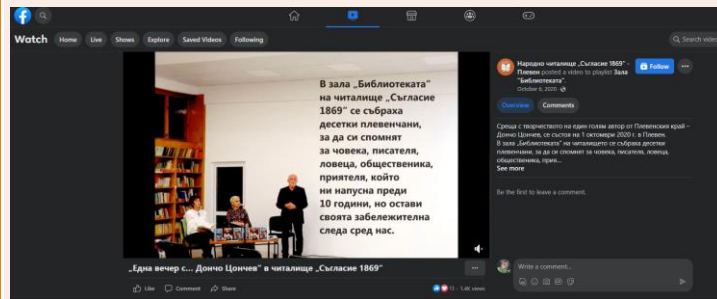 Watch
Home Live Shows Explore Saved Videos Following
Search video
В зала „Библиотеката"
на читалище „Съгласие
1869" се събраха
десетки плевенчани,
за да си спомнят
за човека, писателя,
ловеца, общественика,
приятеля, който
ни напусна преди
10 години, но остави
своята забележителна
следа сред нас.
„Една вечер с... Дончо Цончев" в читалище „Съгласие 1869"
Like Comment Share
13 · 1,4K views
Народно читалище „Съгласие 1869" -
Плевен posted a video to playlist Зала
"Библиотеката".
October 6, 2020
Follow
Overview Comments
Среща с творчеството на един голям автор от Плевенския край –
Дончо Цончев, се състоя на 1 октомври 2020 г. в Плевен.
В зала „Библиотеката" на читалището се събраха десетки
плевенчани, за да си спомнят за човека, писателя, ловеца,
общественика, прия...
See more
Be the first to leave a comment.
Write a comment...